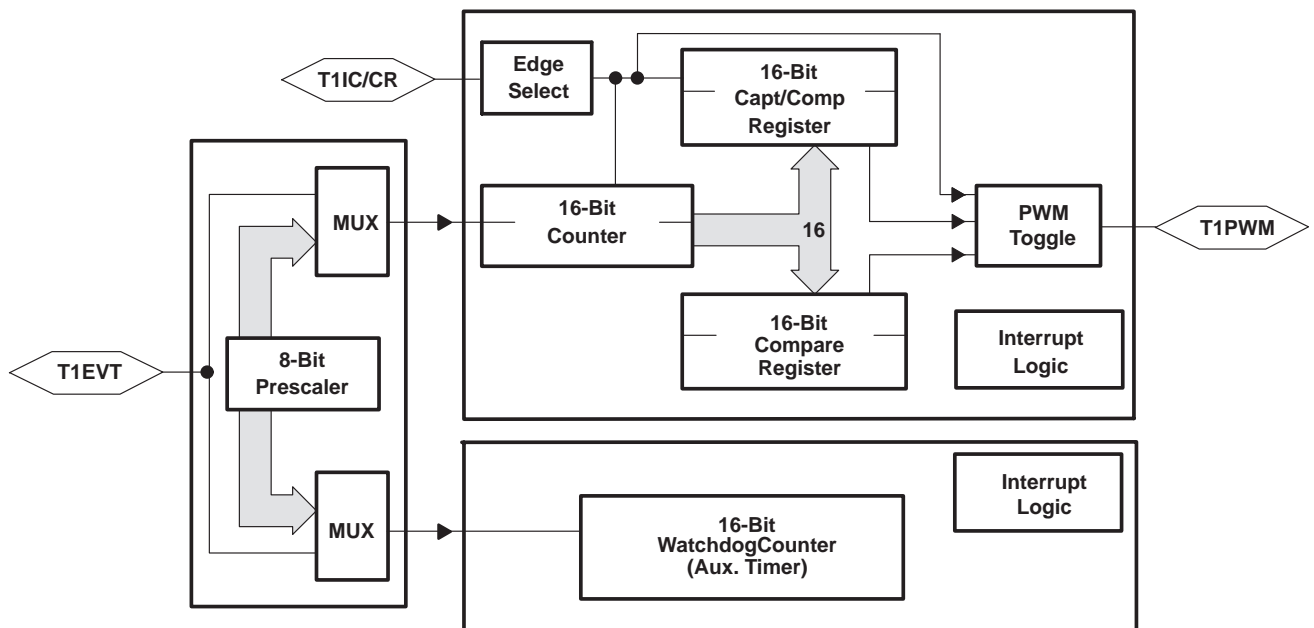 T1IC/CR
Edge
Select
16-Bit
Capt/Comp
Register
MUX
16-Bit
Counter
16
PWM
Toggle
T1PWM
16-Bit
Compare
Register
Interrupt
Logic
T1EVT
8-Bit
Prescaler
MUX
16-Bit
WatchdogCounter
(Aux. Timer)
Interrupt
Logic